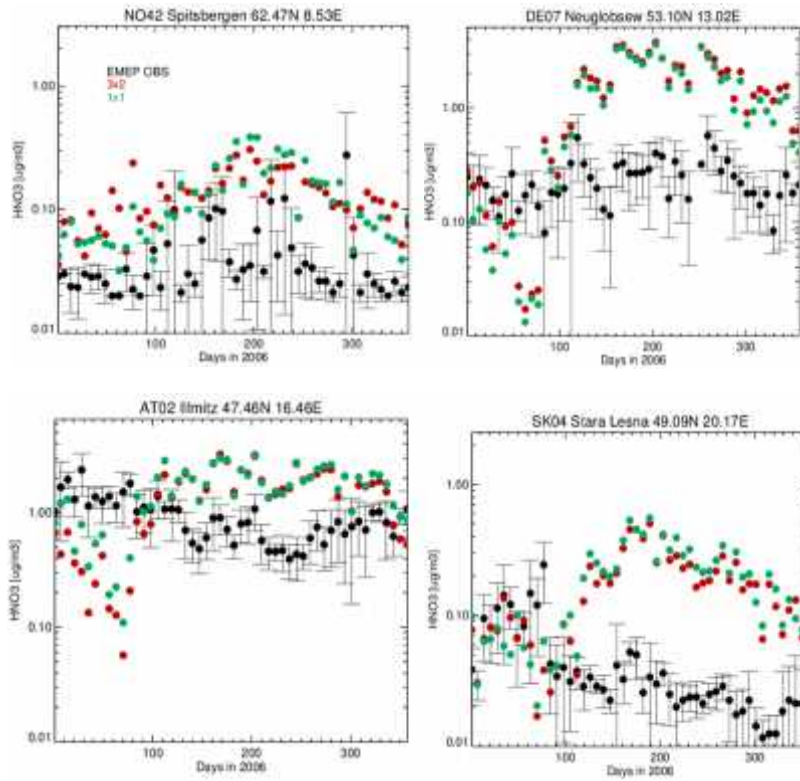 NO42 Spitsbergen 62.47N 8.53E
EMEP OBS
3x2
1x1
1.00
0.10
0.01
HNO3 [ug/m3]
100
200
300
Days in 2006
DE07 Neuglobsew 53.10N 13.02E
1.00
0.10
0.01
HNO3 [ug/m3]
100
200
300
Days in 2006
AT02 Illmitz 47.46N 16.46E
1.00
0.10
0.01
HNO3 [ug/m3]
100
200
300
Days in 2006
SK04 Stara Lesna 49.09N 20.17E
1.00
0.10
0.01
HNO3 [ug/m3]
100
200
300
Days in 2006